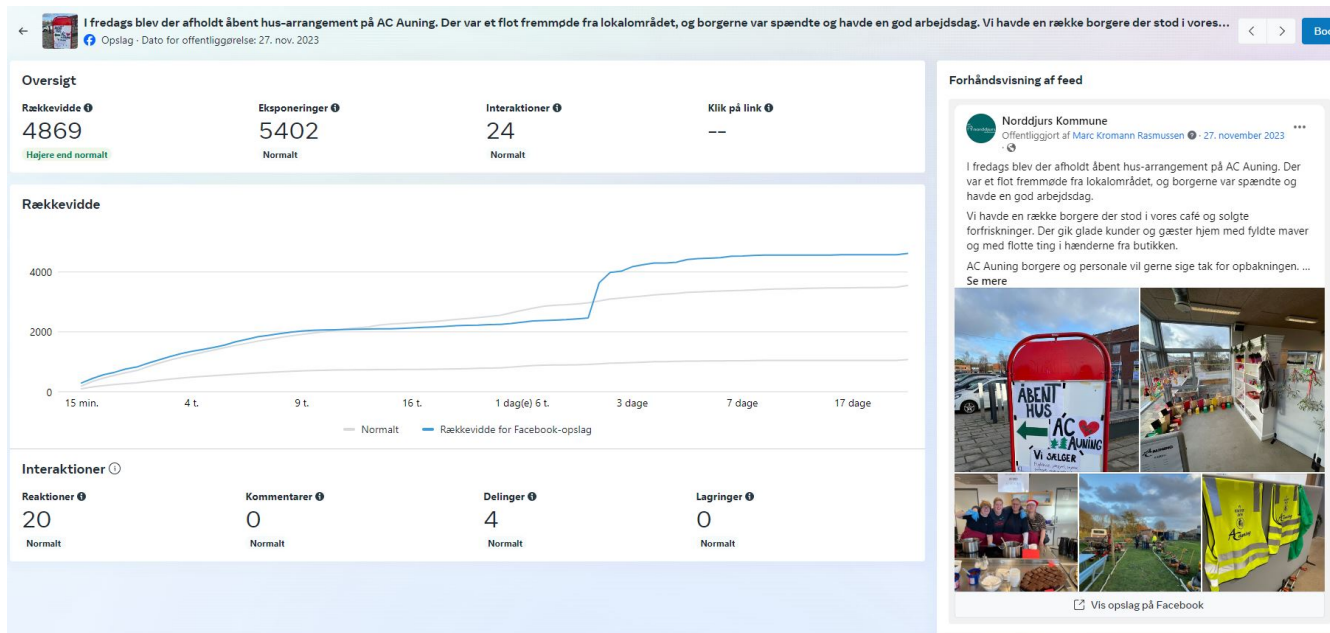 I fredags blev der afholdt åbent hus-arrangement på AC Auning. Der var et flot fremmøde fra lokalområdet, og borgerne var spændte og havde en god arbejdsdag. Vi havde en række borgere der stod i vores...
Opslag · Dato for offentliggørelse: 27. nov. 2023
Oversigt
Rækkevidde
Eksponeringer
Interaktioner
Klik på link
4869
5402
24
--
Højere end normalt
Normalt
Normalt
Rækkevidde
4000
2000
0
15 min.
4 t.
9 t.
16 t.
1 dag(e) 6 t.
3 dage
7 dage
17 dage
Normalt
Rækkevidde for Facebook-opslag
Interaktioner
Reaktioner
Kommentarer
Delinger
Lagringer
20
0
4
0
Normalt
Normalt
Normalt
Normalt
Forhåndsvisning af feed
Norddjurs Kommune
Offentliggjort af Marc Kromann Rasmussen · 27. november 2023
I fredags blev der afholdt åbent hus-arrangement på AC Auning. Der
var et flot fremmøde fra lokalområdet, og borgerne var spændte og
havde en god arbejdsdag.
Vi havde en række borgere der stod i vores café og solgte
forfriskninger. Der gik glade kunder og gæster hjem med fyldte maver
og med flotte ting i hænderne fra butikken.
AC Auning borgere og personale vil gerne sige tak for opbakningen. ...
Se mere
ÅBENT
HUS
AC
AUNING
VI SÆLGER
Vis opslag på Facebook